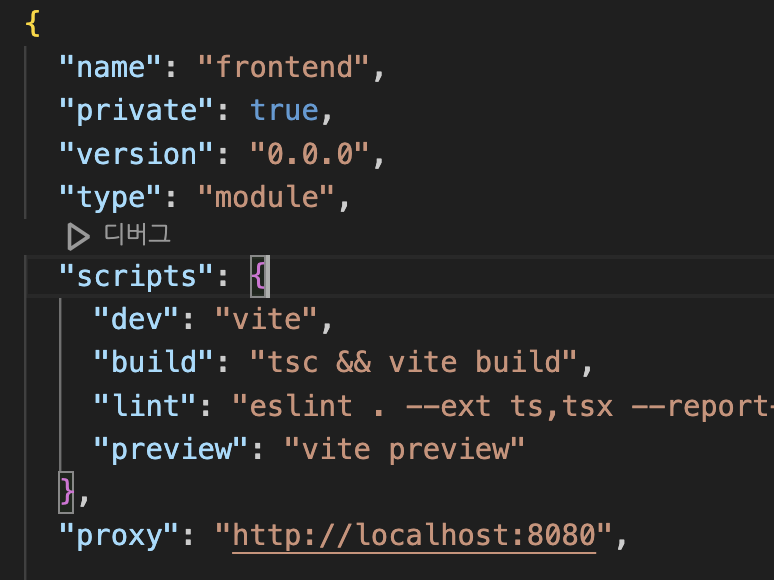 {
"name": "frontend",
"private": true,
"version": "0.0.0",
"type": "module",
디버그
"scripts": {
"dev": "vite",
"build": "tsc && vite build",
"lint": "eslint . --ext ts,tsx --report-
"preview": "vite preview"
},
"proxy": "http://localhost:8080",